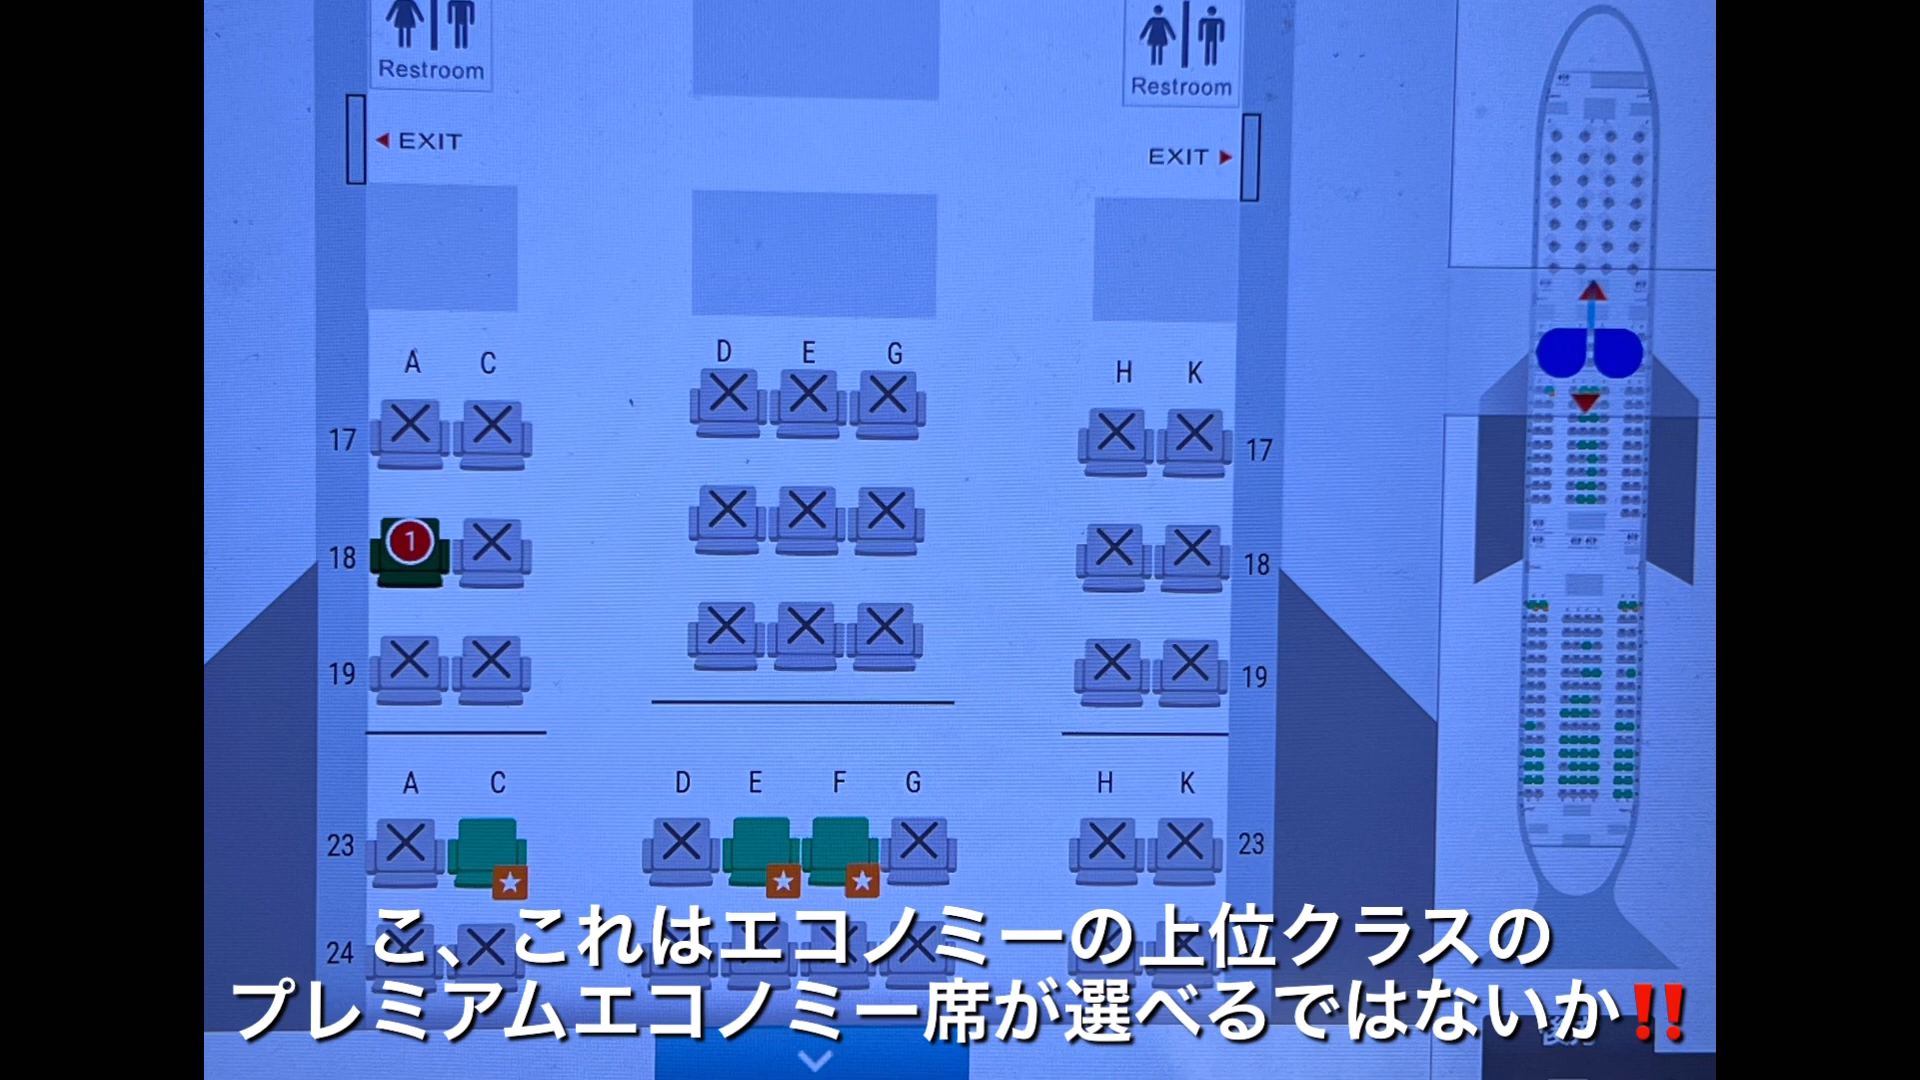 Restroom
Restroom
EXIT
EXIT
A C D E G H K
17 17
18 1 18
19 19
A C D E F G H K
23 23
24
こ、これはエコノミーの上位クラスの
プレミアムエコノミー席が選べるではないか‼